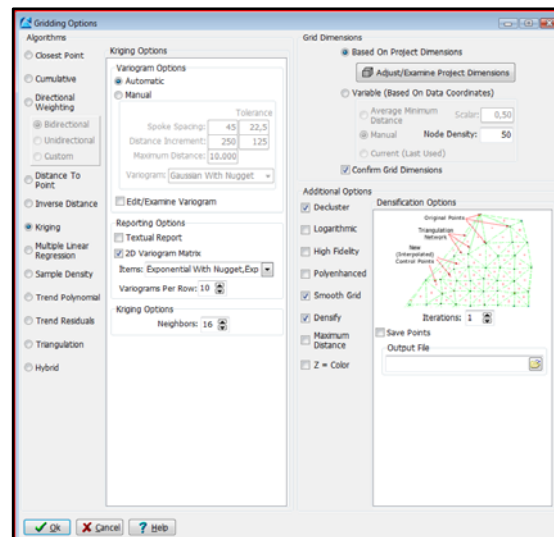 Gridding Options
Algorithms
Closest Point
Cumulative
Directional
Weighting
Bidirectional
Unidirectional
Custom
Distance To
Point
Inverse Distance
Kriging
Multiple Linear
Regression
Sample Density
Trend Polynomial
Trend Residuals
Triangulation
Hybrid
Kriging Options
Variogram Options
Automatic
Manual
Tolerance
Spoke Spacing: 45 22,5
Distance Increment: 250 125
Maximum Distance: 10.000
Variogram: Gaussian With Nugget
Edit/Examine Variogram
Reporting Options
Textual Report
2D Variogram Matrix
Items: Exponential With Nugget,Exp
Variograms Per Row: 10
Kriging Options
Neighbors: 16
Grid Dimensions
Based On Project Dimensions
Adjust/Examine Project Dimensions
Variable (Based On Data Coordinates)
Average Minimum
Distance
Scalar: 0,50
Manual Node Density: 50
Current (Last Used)
Confirm Grid Dimensions
Additional Options
Decluster
Logarithmic
High Fidelity
Polyenhanced
Smooth Grid
Densify
Maximum
Distance
Z = Color
Densification Options
Original Points
Triangulation
Network
New
(Interpolated)
Control Points
Iterations: 1
Save Points
Output File
Ok
Cancel
Help